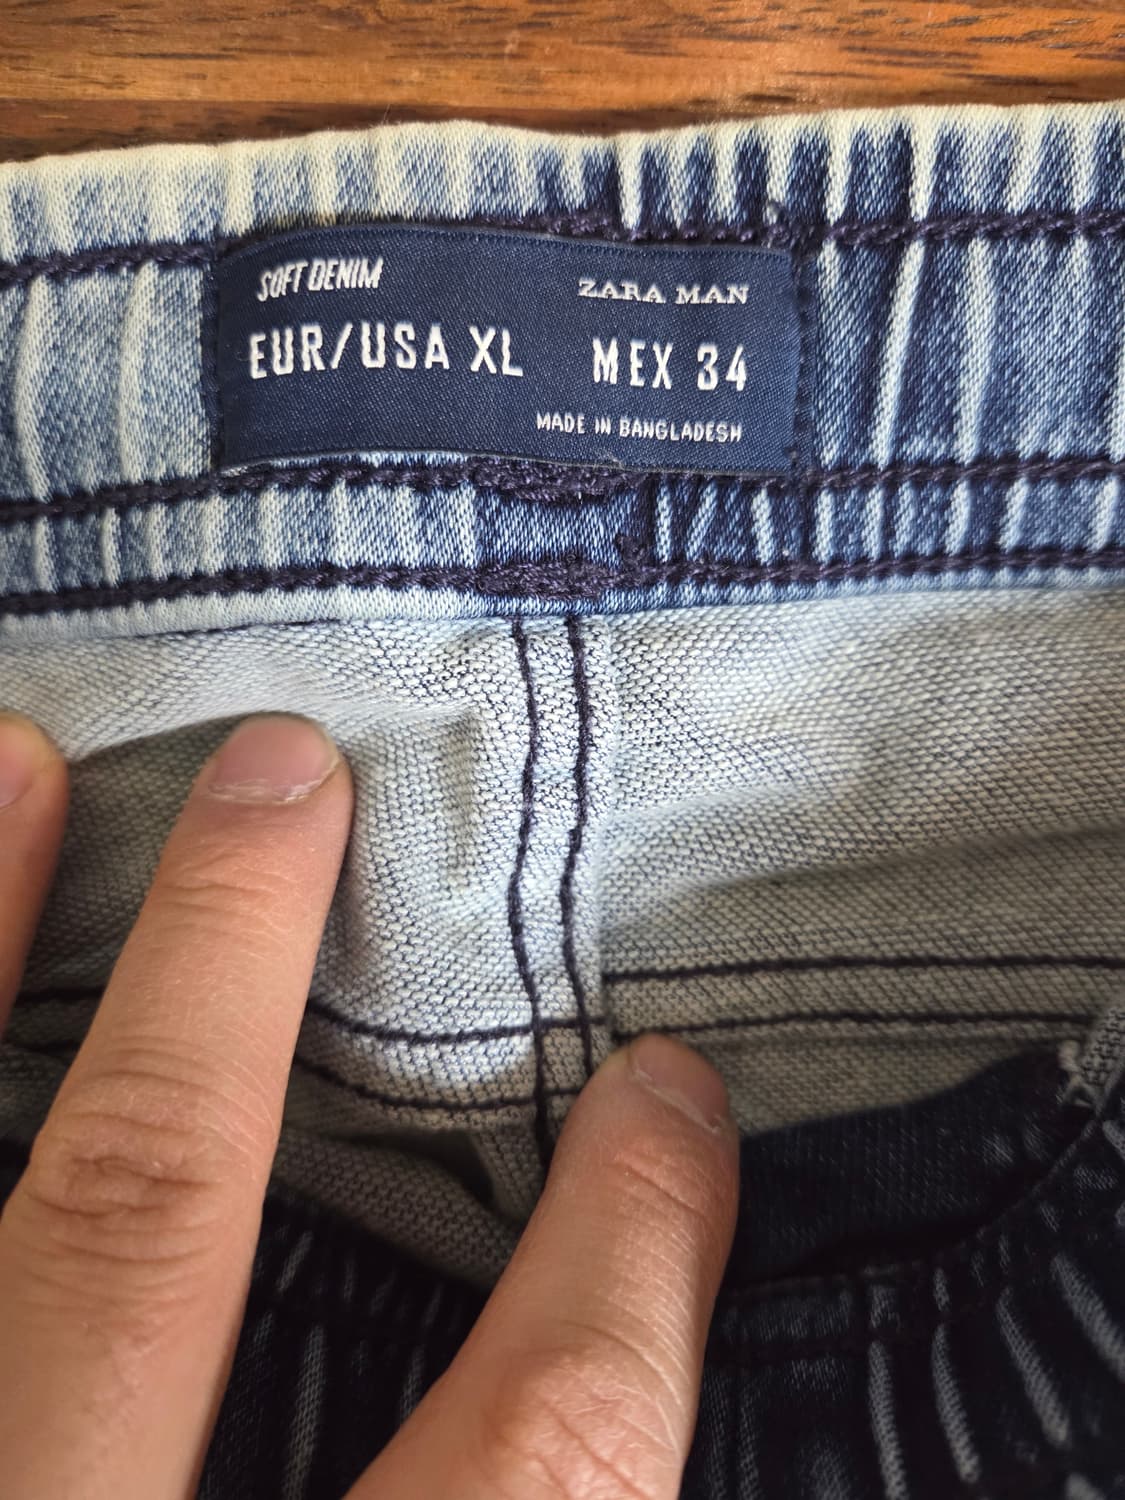 SOFT DENIM
ZARA MAN
EUR/USA XL MEX 34
MADE IN BANGLADESH